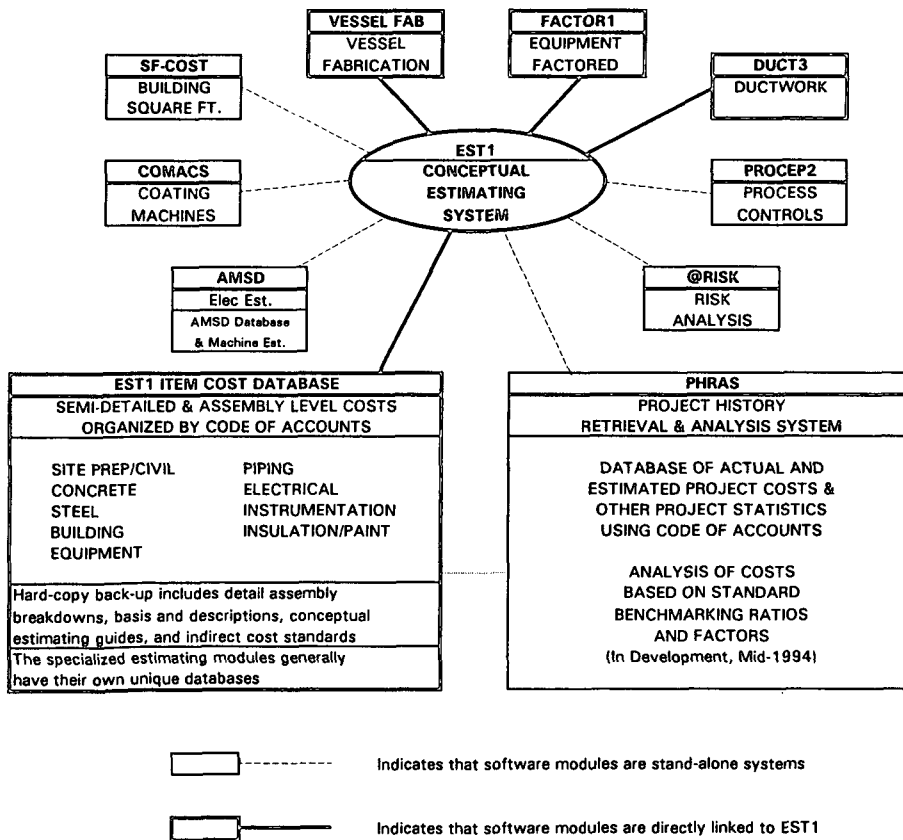 VESSEL FAB
VESSEL
FABRICATION
FACTOR1
EQUIPMENT
FACTORED
SF-COST
BUILDING
SQUARE FT.
DUCT3
DUCTWORK
EST1
CONCEPTUAL
ESTIMATING
SYSTEM
COMACS
COATING
MACHINES
PROCEP2
PROCESS
CONTROLS
AMSD
Elec Est.
AMSD Database
& Machine Est.
@RISK
RISK
ANALYSIS
EST1 ITEM COST DATABASE
SEMI-DETAILED & ASSEMBLY LEVEL COSTS
ORGANIZED BY CODE OF ACCOUNTS
SITE PREP/CIVIL
CONCRETE
STEEL
BUILDING
EQUIPMENT
PIPING
ELECTRICAL
INSTRUMENTATION
INSULATION/PAINT
Hard-copy back-up includes detail assembly
breakdowns, basis and descriptions, conceptual
estimating guides, and indirect cost standards
The specialized estimating modules generally
have their own unique databases
PHRAS
PROJECT HISTORY
RETRIEVAL & ANALYSIS SYSTEM
DATABASE OF ACTUAL AND
ESTIMATED PROJECT COSTS &
OTHER PROJECT STATISTICS
USING CODE OF ACCOUNTS
ANALYSIS OF COSTS
BASED ON STANDARD
BENCHMARKING RATIOS
AND FACTORS
(In Development, Mid-1994)
Indicates that software modules are stand-alone systems
Indicates that software modules are directly linked to EST1